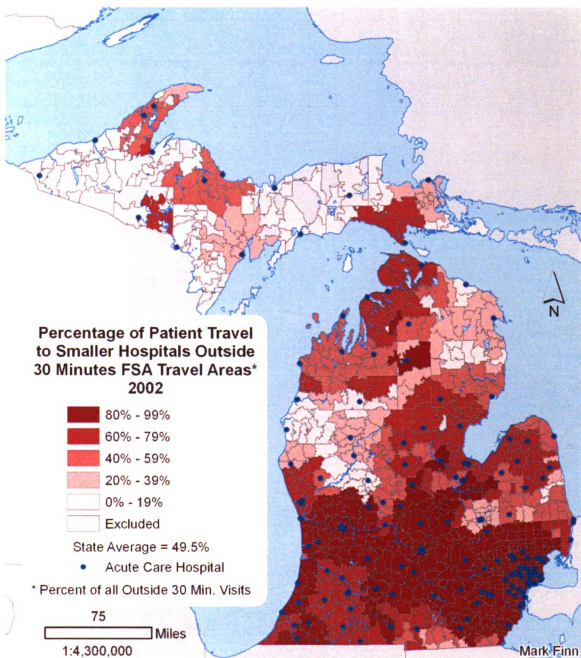 N
Percentage of Patient Travel
to Smaller Hospitals Outside
30 Minutes FSA Travel Areas*
2002
80% - 99%
60% - 79%
40% - 59%
20% - 39%
0% - 19%
Excluded
State Average = 49.5%
Acute Care Hospital
* Percent of all Outside 30 Min. Visits
75
Miles
1:4,300,000
Mark Finn